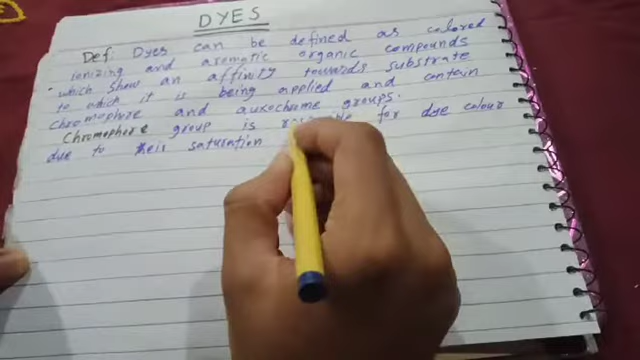 DYES
Def: Dyes can be defined as colored
ionizing and aromatic organic compounds
which show an affinity towards substrate
to which it is being applied and contain
chromophore and auxochrome groups.
Chromophore group is for dye colour
due to their saturation